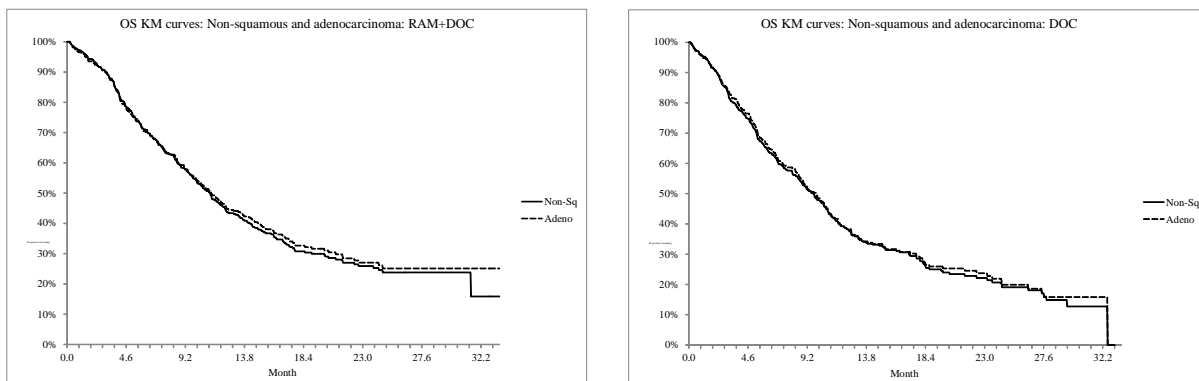 OS KM curves: Non-squamous and adenocarcinoma: RAM+DOC
100%
90%
80%
70%
60%
50%
40%
30%
20%
10%
0%
0.0 4.6 9.2 13.8 18.4 23.0 27.6 32.2
Month
Non-Sq
Adeno
OS KM curves: Non-squamous and adenocarcinoma: DOC
100%
90%
80%
70%
60%
50%
40%
30%
20%
10%
0%
0.0 4.6 9.2 13.8 18.4 23.0 27.6 32.2
Month
Non-Sq
Adeno